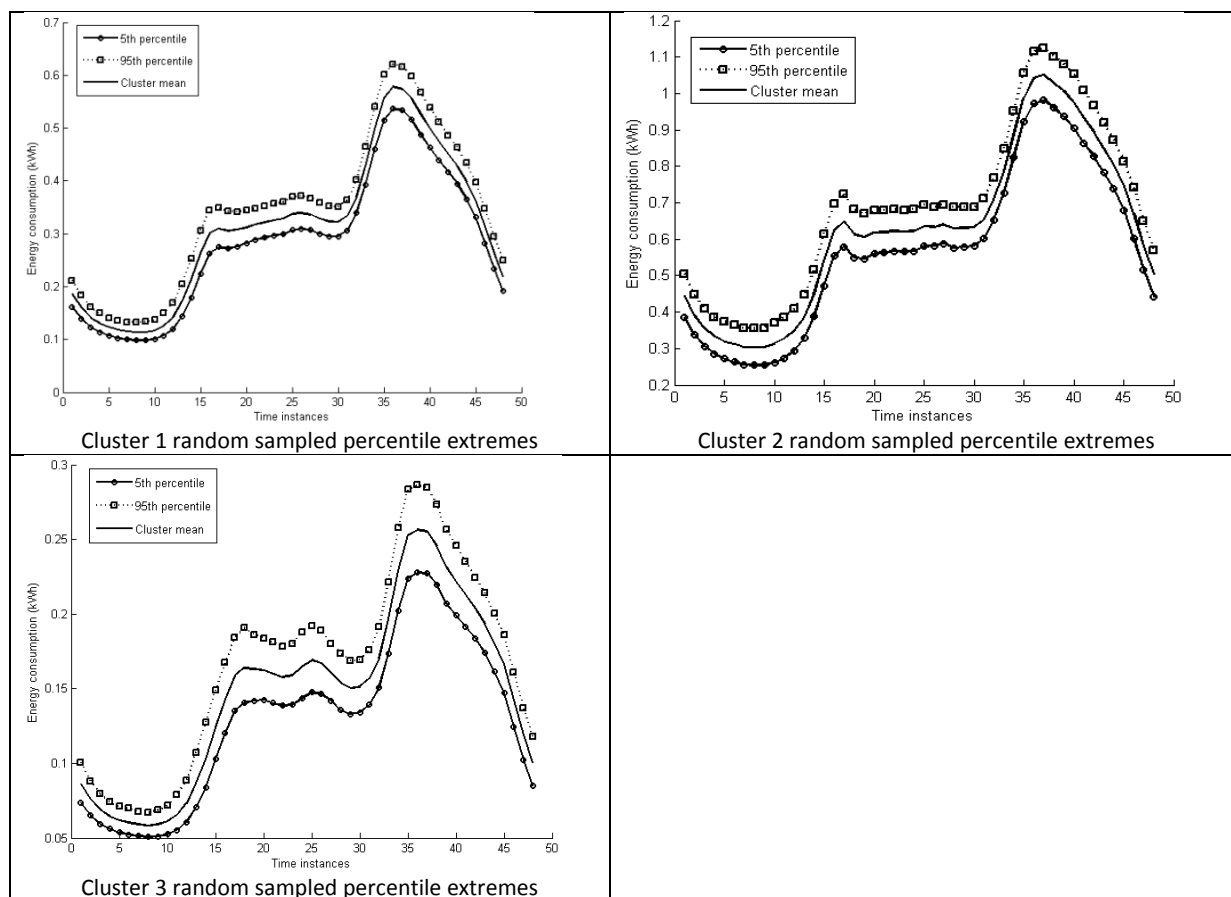 0.7
0.6
0.5
0.4
0.3
0.2
0.1
0
Energy consumption (kWh)
5th percentile
95th percentile
Cluster mean
0 5 10 15 20 25 30 35 40 45 50
Time instances
Cluster 1 random sampled percentile extremes
1.2
1.1
1
0.9
0.8
0.7
0.6
0.5
0.4
0.3
0.2
Energy consumption (kWh)
5th percentile
95th percentile
Cluster mean
0 5 10 15 20 25 30 35 40 45 50
Time instances
Cluster 2 random sampled percentile extremes
0.3
0.25
0.2
0.15
0.1
0.05
Energy consumption (kWh)
5th percentile
95th percentile
Cluster mean
0 5 10 15 20 25 30 35 40 45 50
Time instances
Cluster 3 random sampled percentile extremes